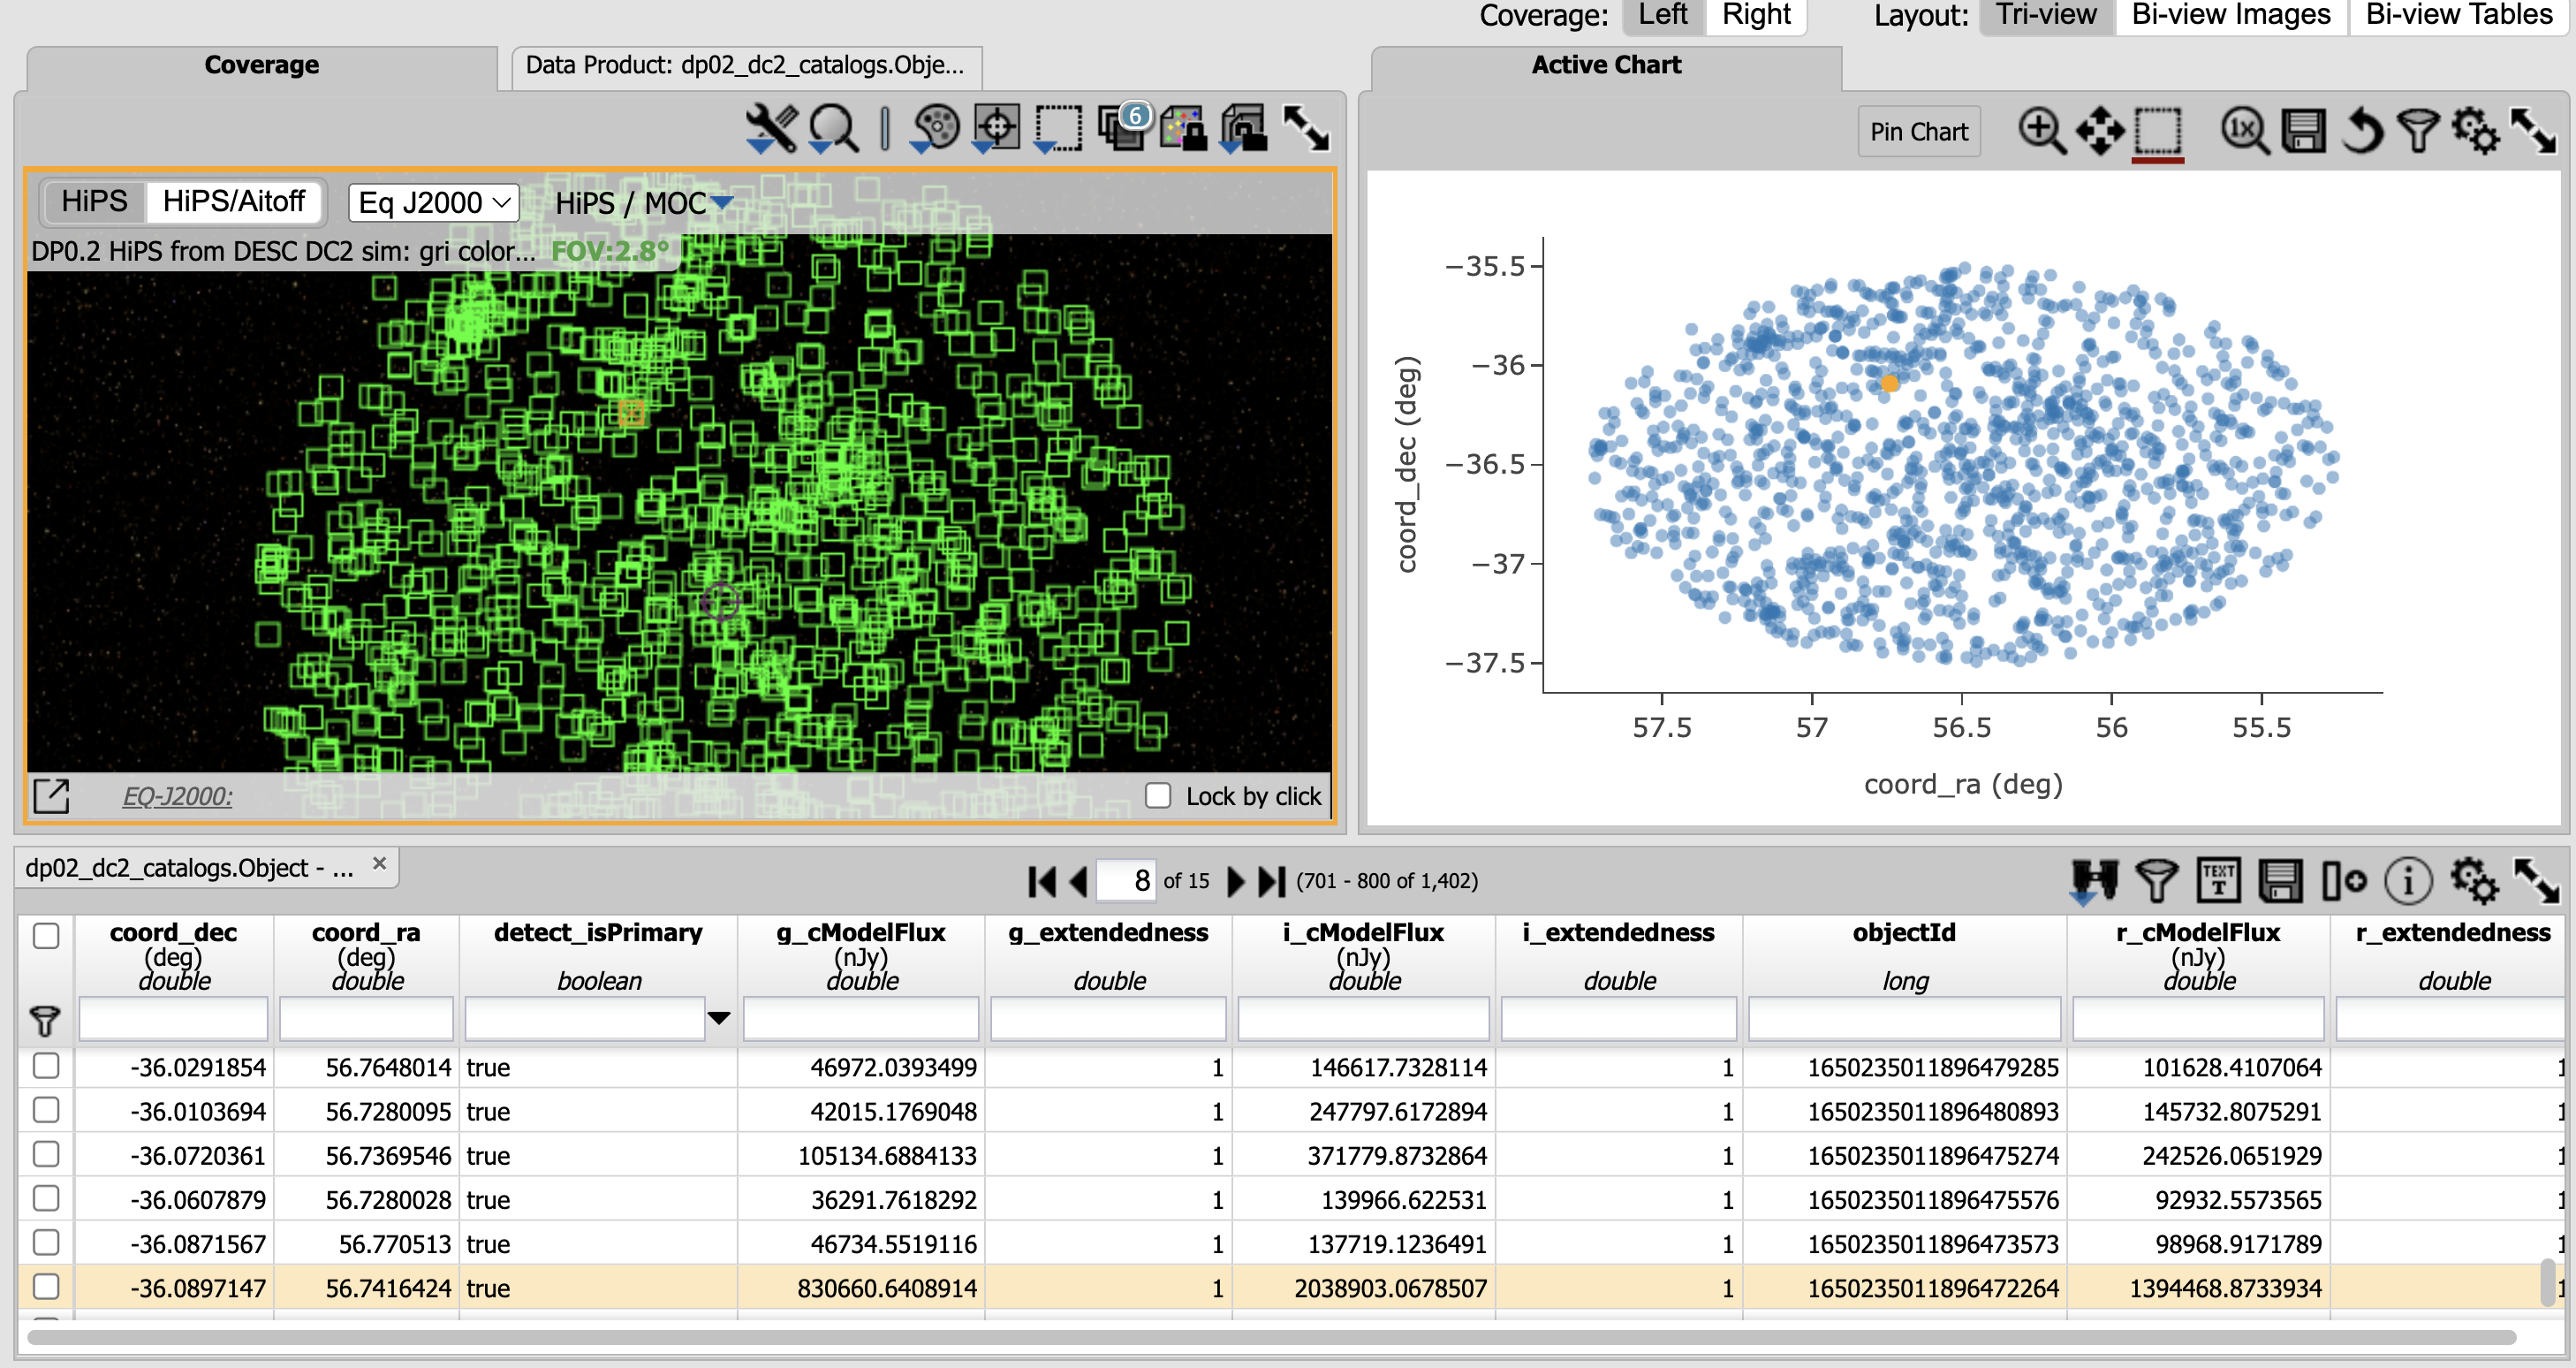 Coverage: Left Right Layout: Tri-view Bi-view Images Bi-view Tables
Coverage Data Product: dp02_dc2_catalogs.Obje... Active Chart
6
Pin Chart
1x
HiPS HiPS/Aitoff Eq J2000 HiPS / MOC
DP0.2 HiPS from DESC DC2 sim: gri color... FOV:2.8°
EQ-J2000: Lock by click
coord_dec (deg)
−35.5
−36
−36.5
−37
−37.5
57.5 57 56.5 56 55.5
coord_ra (deg)
dp02_dc2_catalogs.Object - ... × 8 of 15 (701 - 800 of 1,402)
TEXT
T
i
coord_dec coord_ra detect_isPrimary g_cModelFlux g_extendedness i_cModelFlux i_extendedness objectId r_cModelFlux r_extendedness
(deg) (deg) (nJy) (nJy) (nJy)
double double boolean double double double double long double double
-36.0291854 56.7648014 true 46972.0393499 1 146617.7328114 1 1650235011896479285 101628.4107064 1
-36.0103694 56.7280095 true 42015.1769048 1 247797.6172894 1 1650235011896480893 145732.8075291 1
-36.0720361 56.7369546 true 105134.6884133 1 371779.8732864 1 1650235011896475274 242526.0651929 1
-36.0607879 56.7280028 true 36291.7618292 1 139966.622531 1 1650235011896475576 92932.5573565 1
-36.0871567 56.770513 true 46734.5519116 1 137719.1236491 1 1650235011896473573 98968.9171789 1
-36.0897147 56.7416424 true 830660.6408914 1 2038903.0678507 1 1650235011896472264 1394468.8733934 1